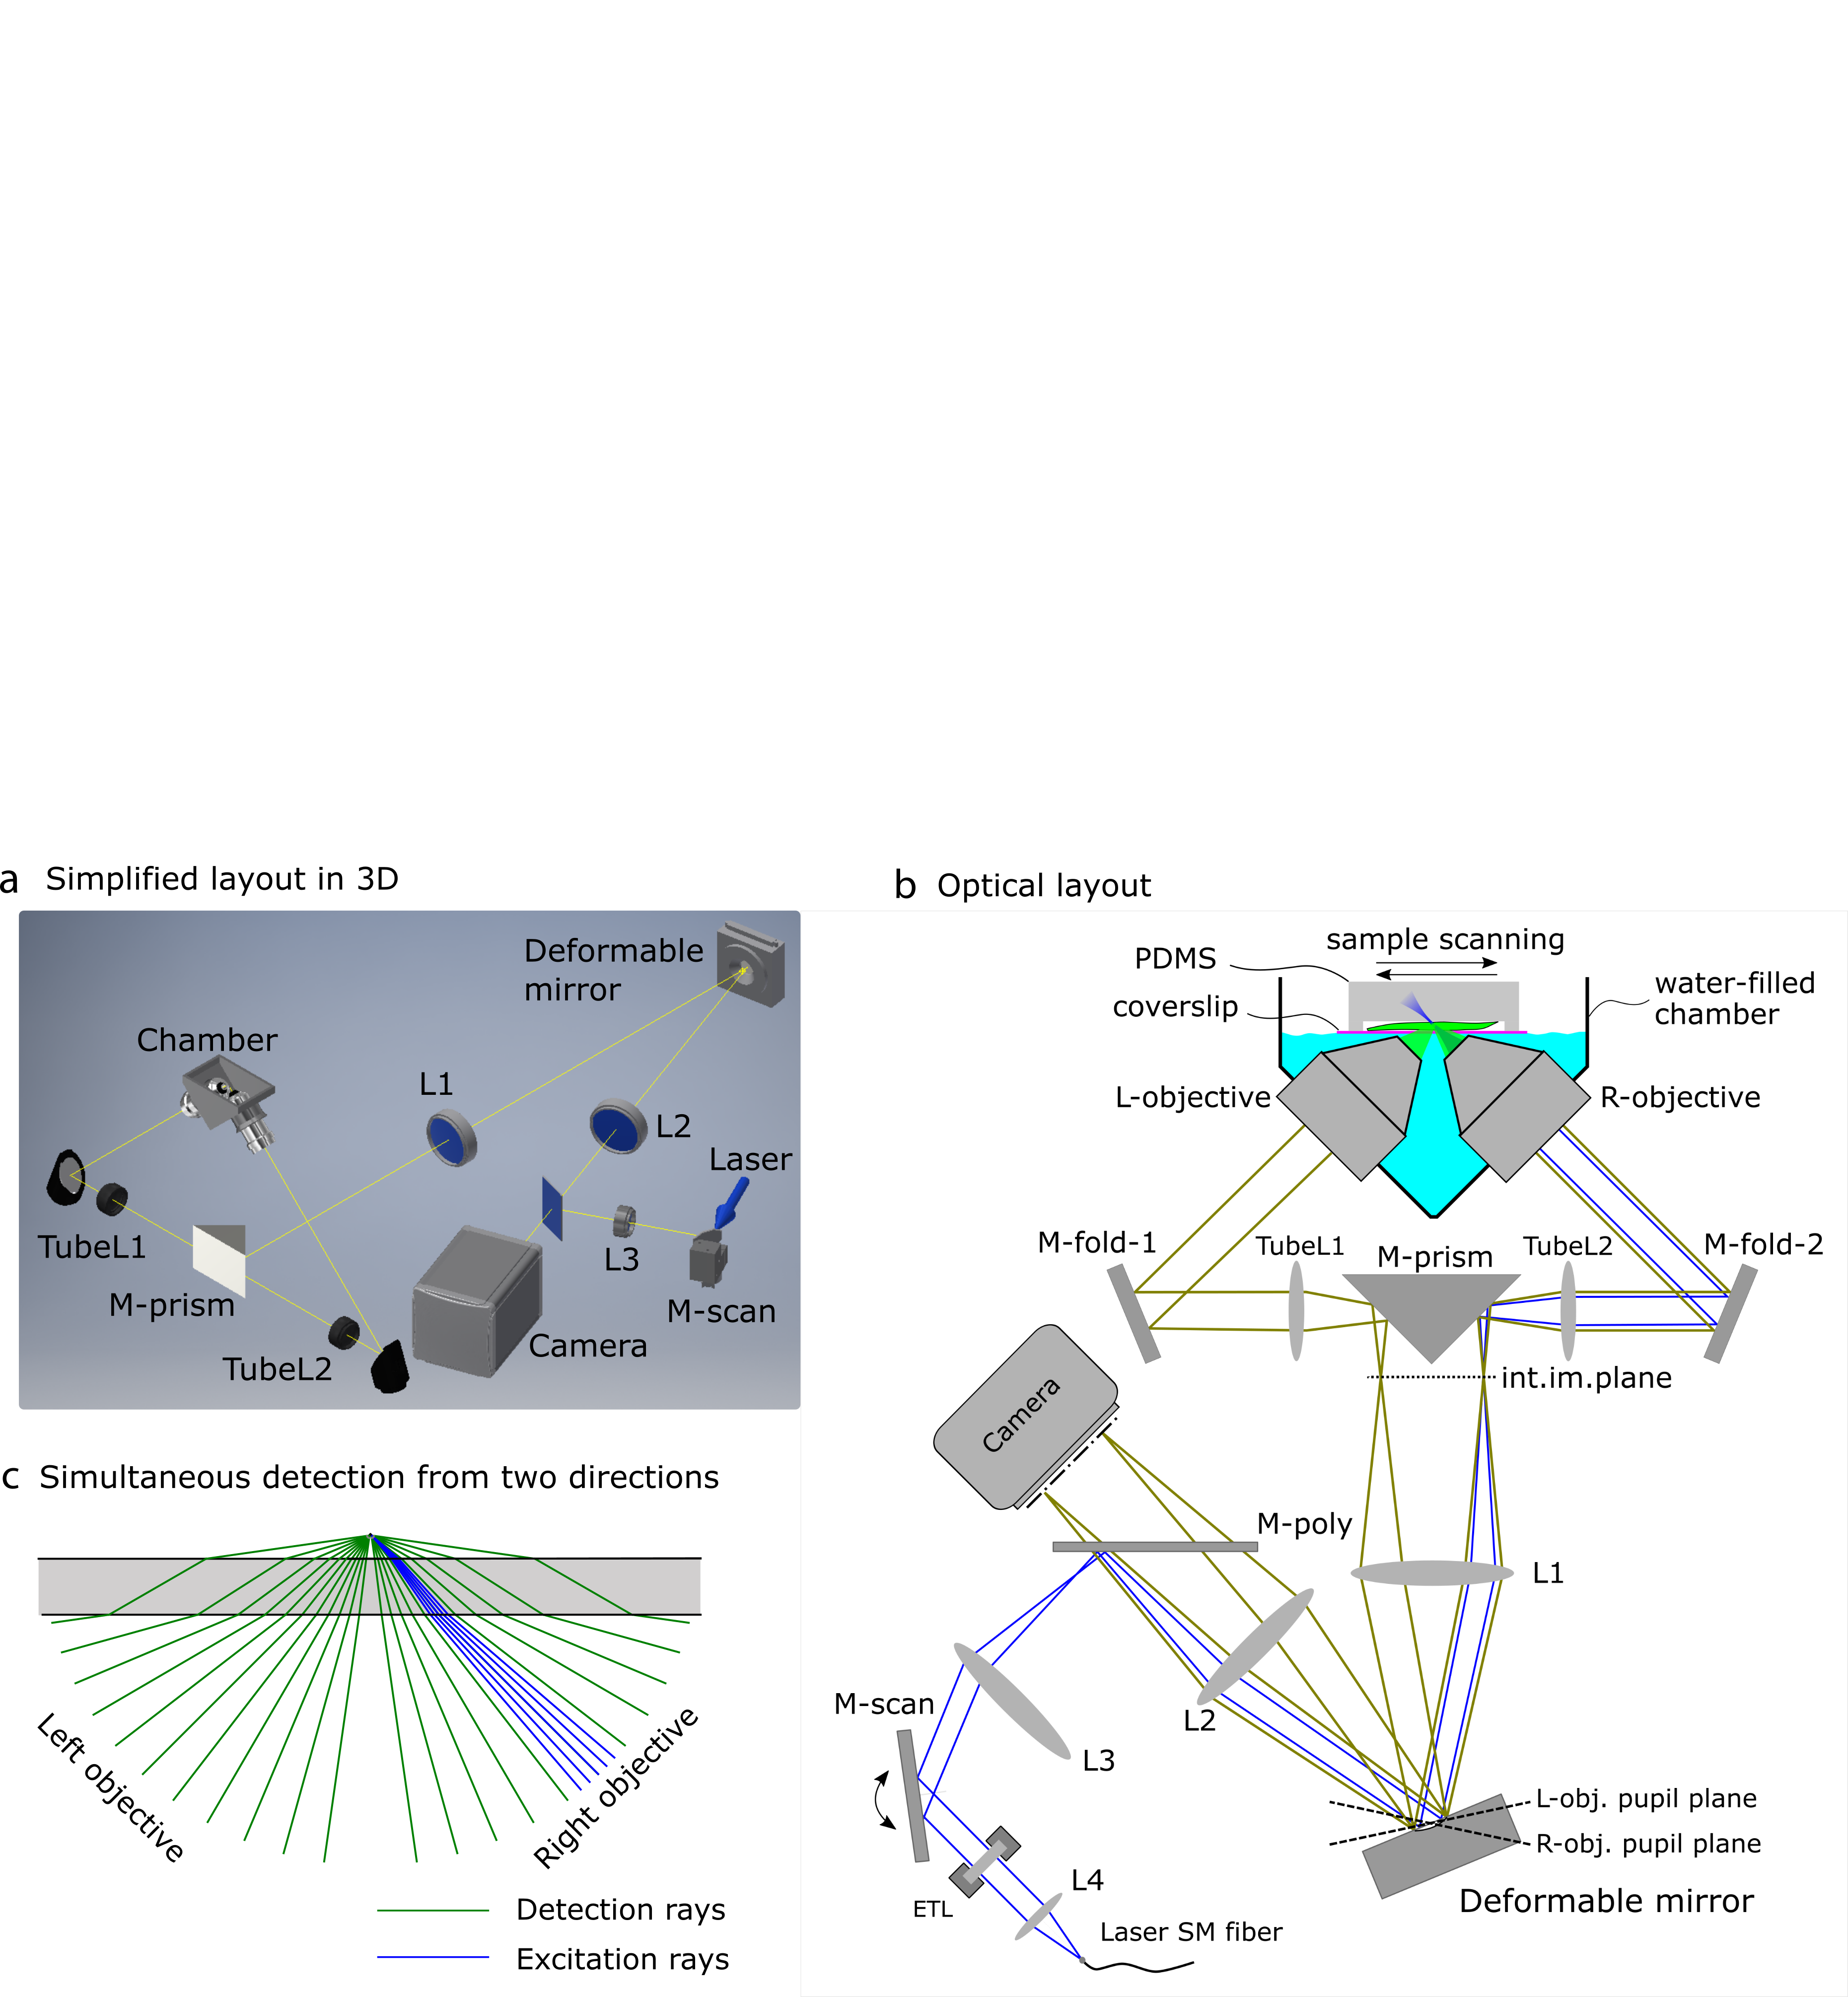 a Simplified layout in 3D
Deformable
mirror
Chamber
L1
L2
Laser
TubeL1
L3
M-prism
M-scan
Camera
TubeL2
b Optical layout
sample scanning
PDMS
coverslip
water-filled
chamber
L-objective
R-objective
M-fold-1
TubeL1
M-prism
TubeL2
M-fold-2
int.im.plane
Camera
M-poly
L1
L2
M-scan
L3
L-obj. pupil plane
R-obj. pupil plane
Deformable mirror
ETL
L4
Laser SM fiber
c Simultaneous detection from two directions
Left objective
Right objective
Detection rays
Excitation rays